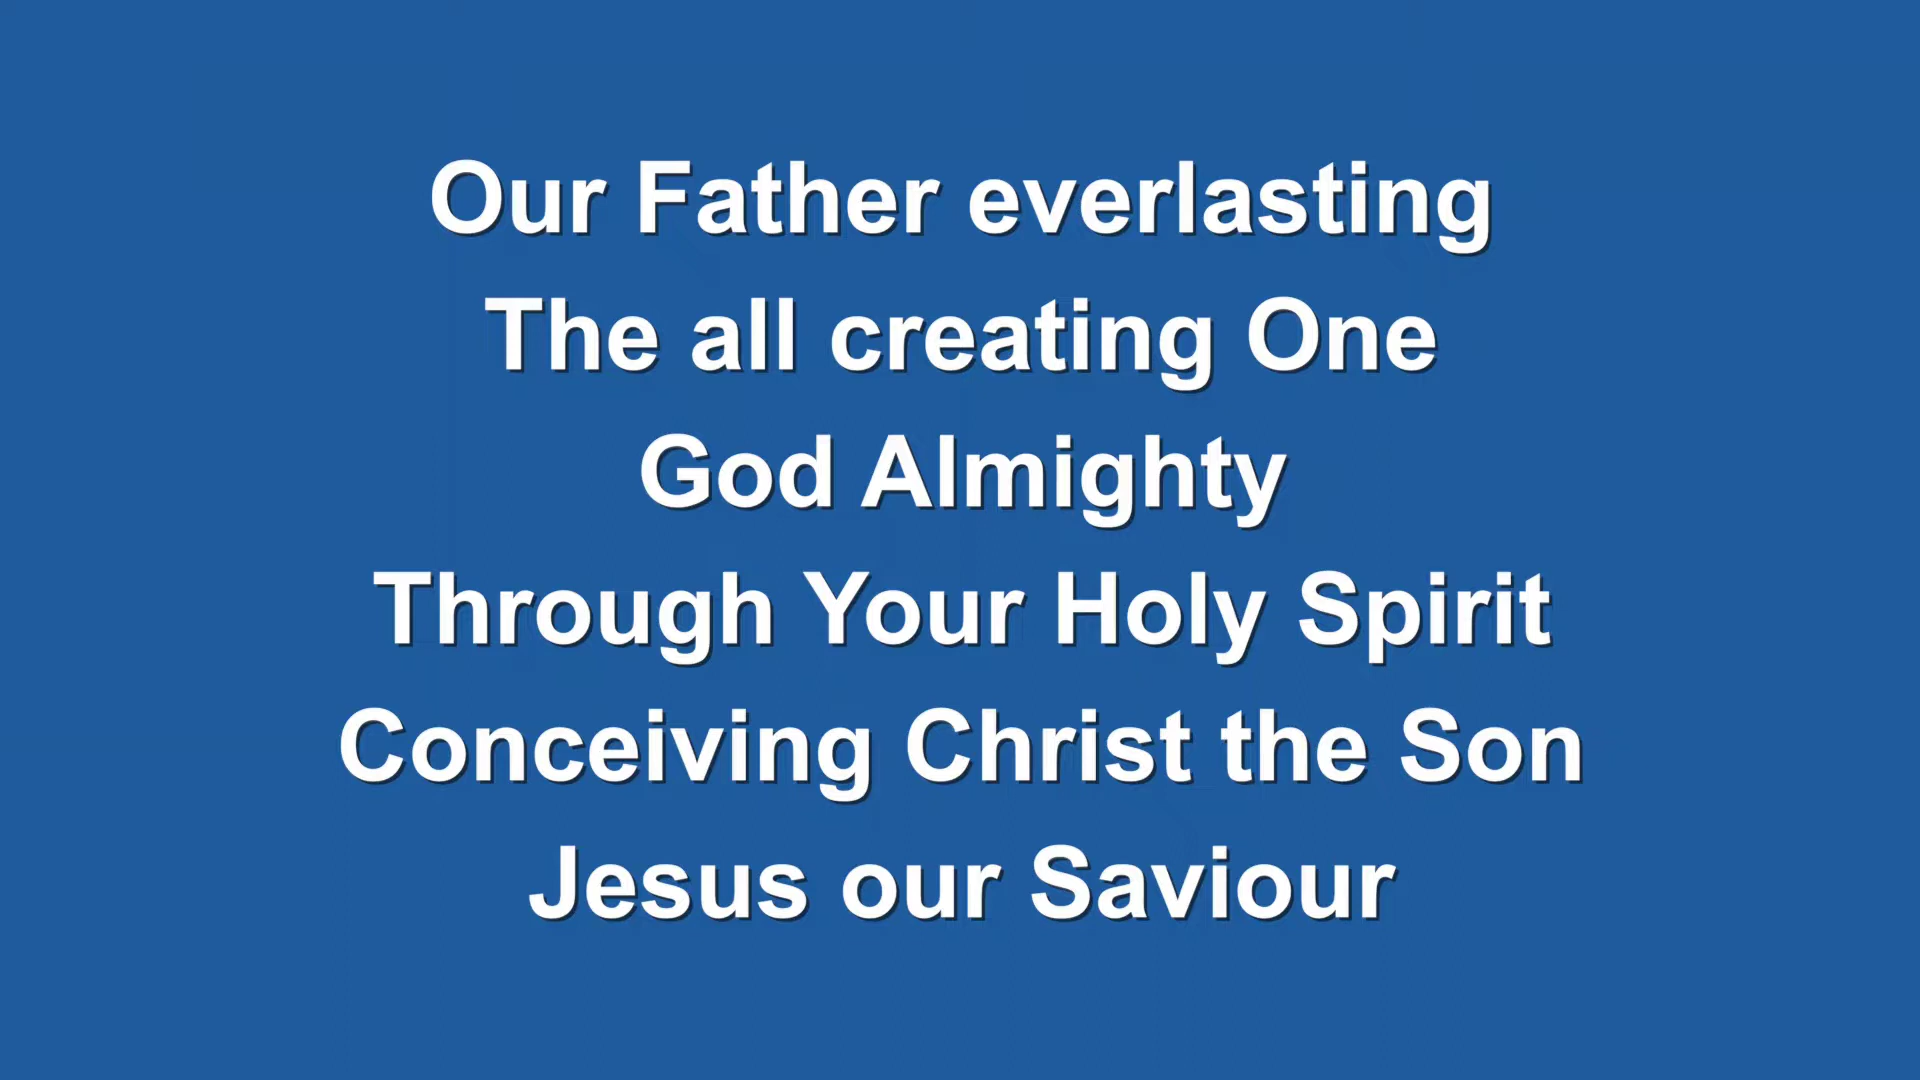 Our Father everlasting
The all creating One
God Almighty
Through Your Holy Spirit
Conceiving Christ the Son
Jesus our Saviour